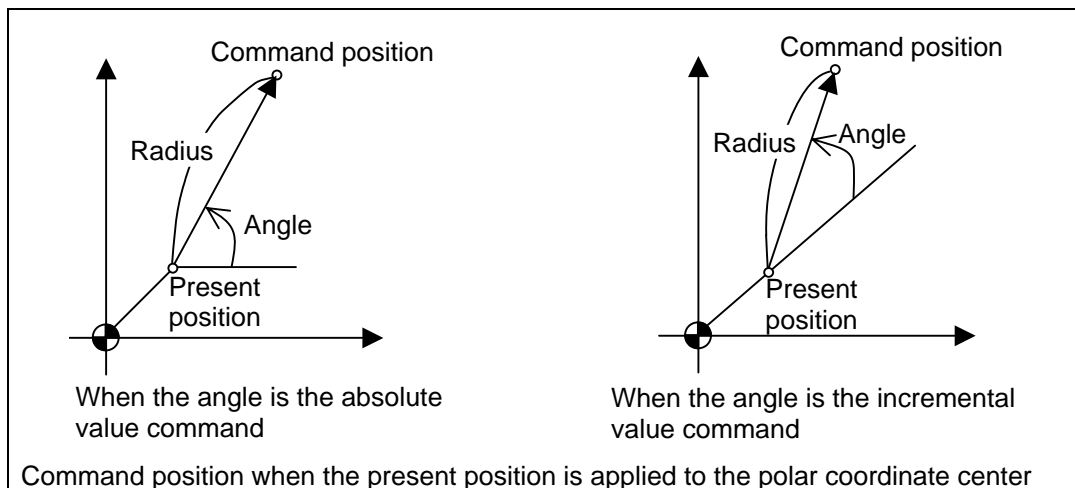 Command position
Radius
Angle
Present
position
When the angle is the absolute
value command
Command position
Radius
Angle
Present
position
When the angle is the incremental
value command
Command position when the present position is applied to the polar coordinate center